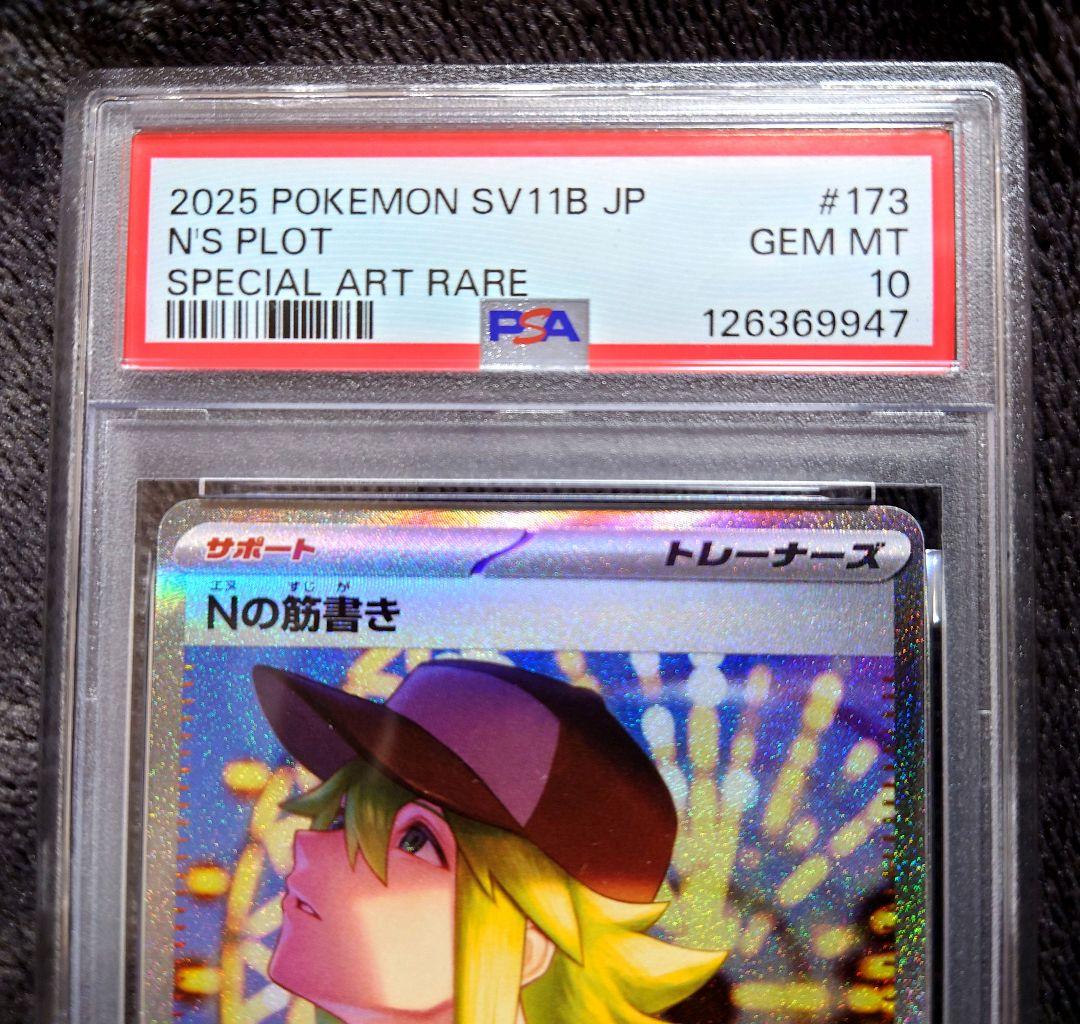 2025 POKEMON SV11B JP #173
N'S PLOT GEM MT
SPECIAL ART RARE 10
PSA 126369947
サポート トレーナーズ
エヌ すじ が
Nの筋書き